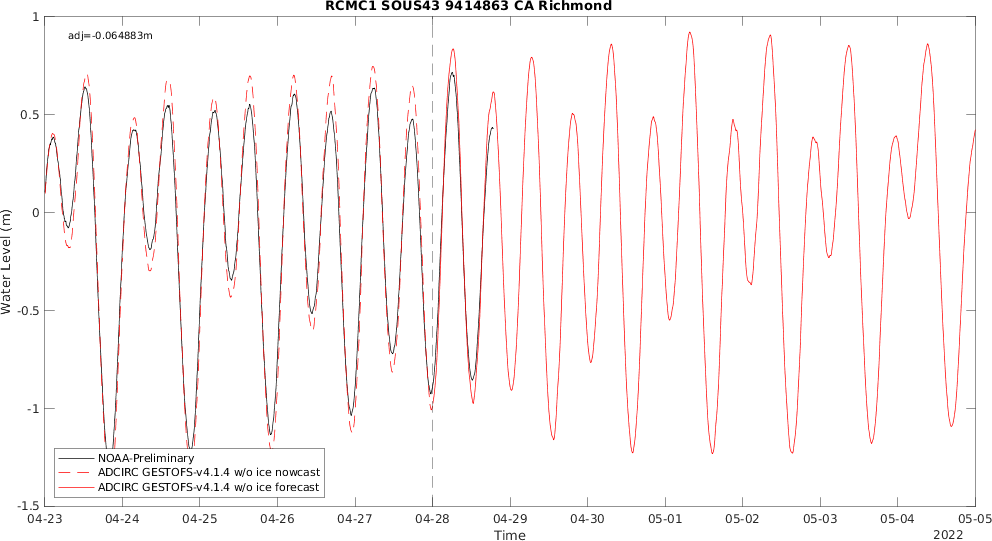 RCMC1 SOUS43 9414863 CA Richmond
adj=-0.064883m
1
0.5
0
-0.5
-1
-1.5
Water Level (m)
NOAA-Preliminary
ADCIRC GESTOFS-v4.1.4 w/o ice nowcast
ADCIRC GESTOFS-v4.1.4 w/o ice forecast
04-23 04-24 04-25 04-26 04-27 04-28 04-29 04-30 05-01 05-02 05-03 05-04 05-05
Time
2022